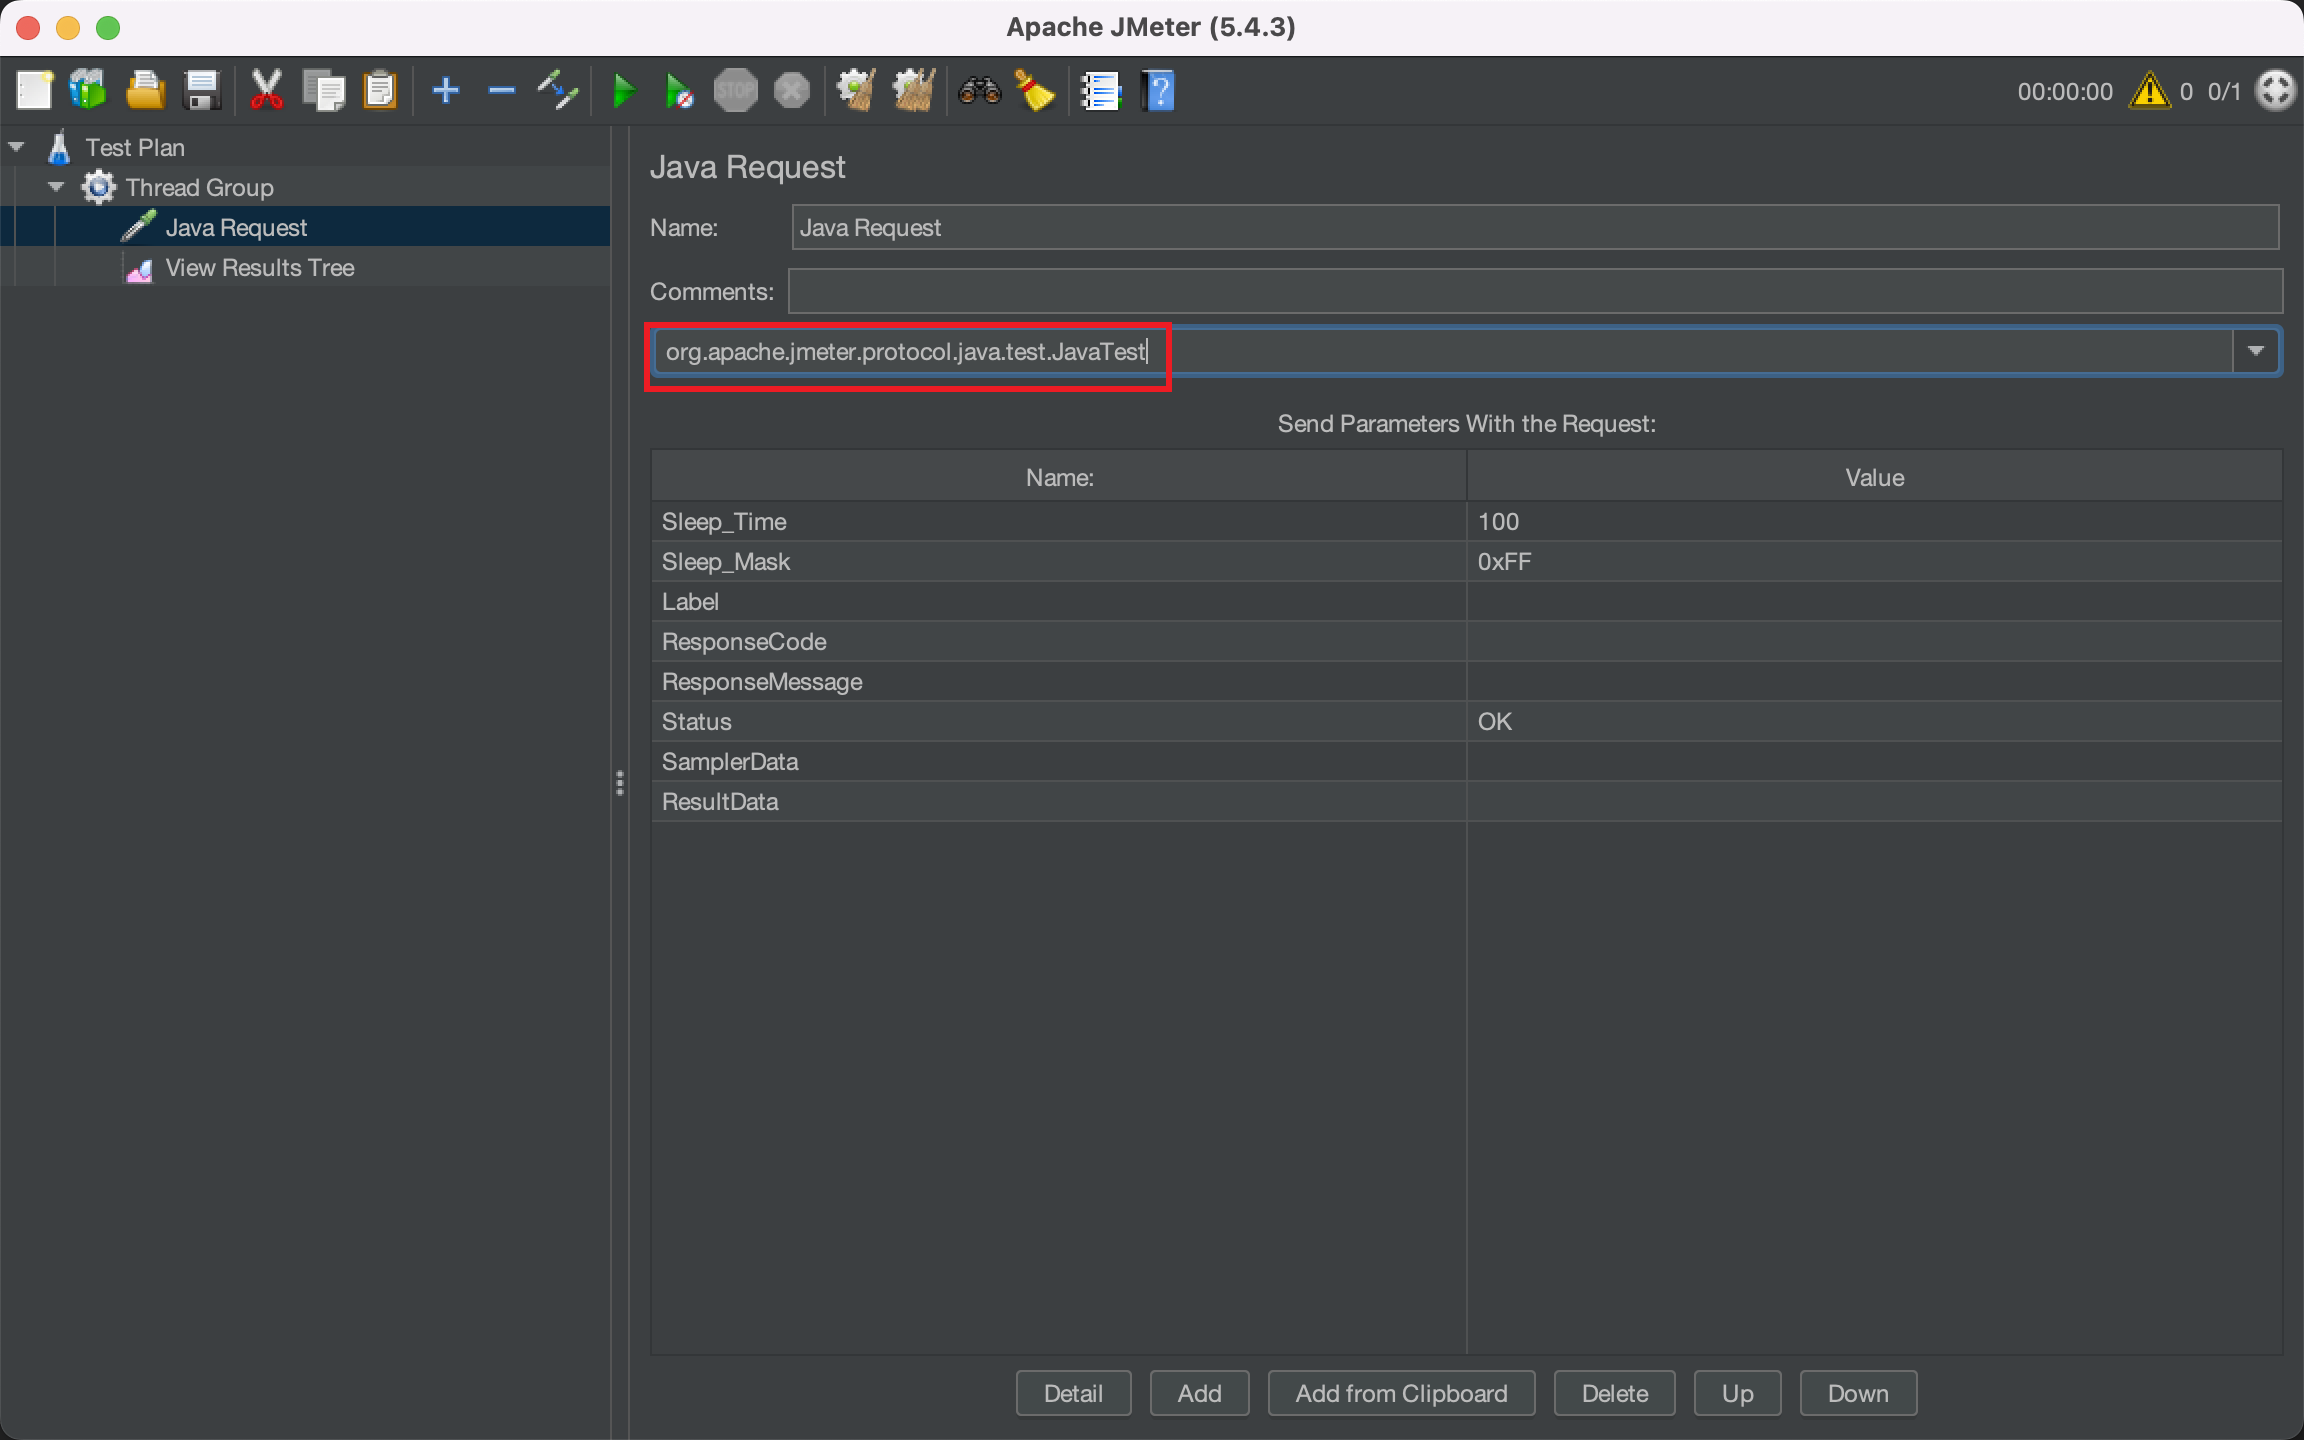 Apache JMeter (5.4.3)
STOP
?
00:00:00
0
0/1
Test Plan
Thread Group
Java Request
View Results Tree
Java Request
Name:
Java Request
Comments:
org.apache.jmeter.protocol.java.test.JavaTest
Send Parameters With the Request:
Name:
Value
Sleep_Time
100
Sleep_Mask
0xFF
Label
ResponseCode
ResponseMessage
Status
OK
SamplerData
ResultData
Detail
Add
Add from Clipboard
Delete
Up
Down